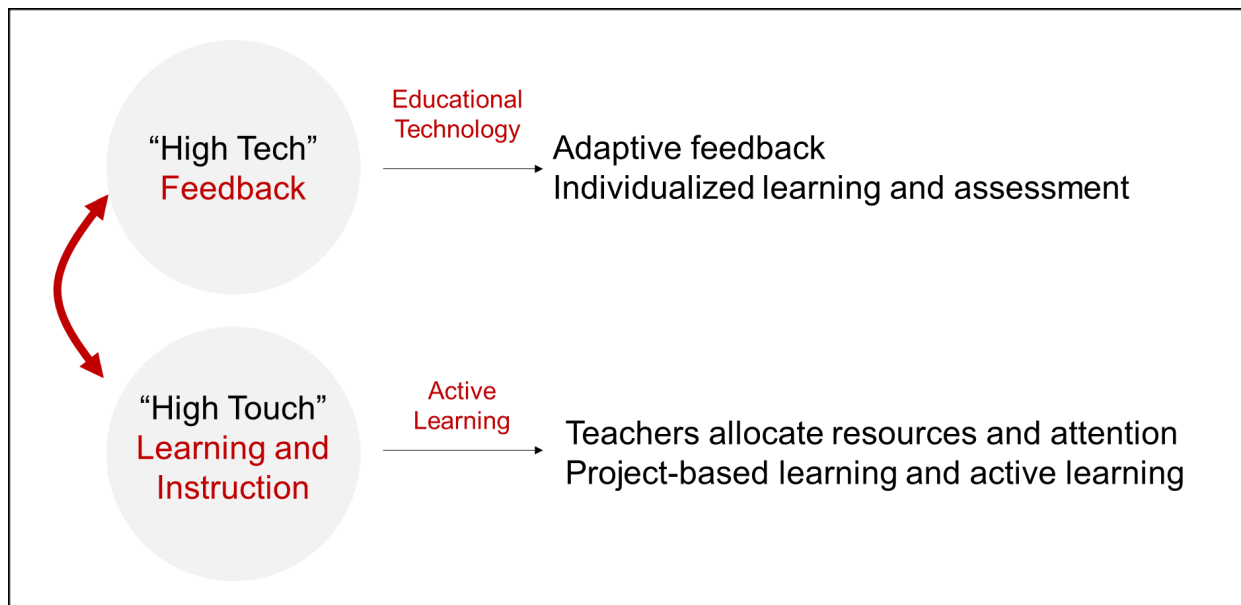 “High Tech”
Feedback
Educational
Technology
Adaptive feedback
Individualized learning and assessment
“High Touch”
Learning and
Instruction
Active
Learning
Teachers allocate resources and attention
Project-based learning and active learning